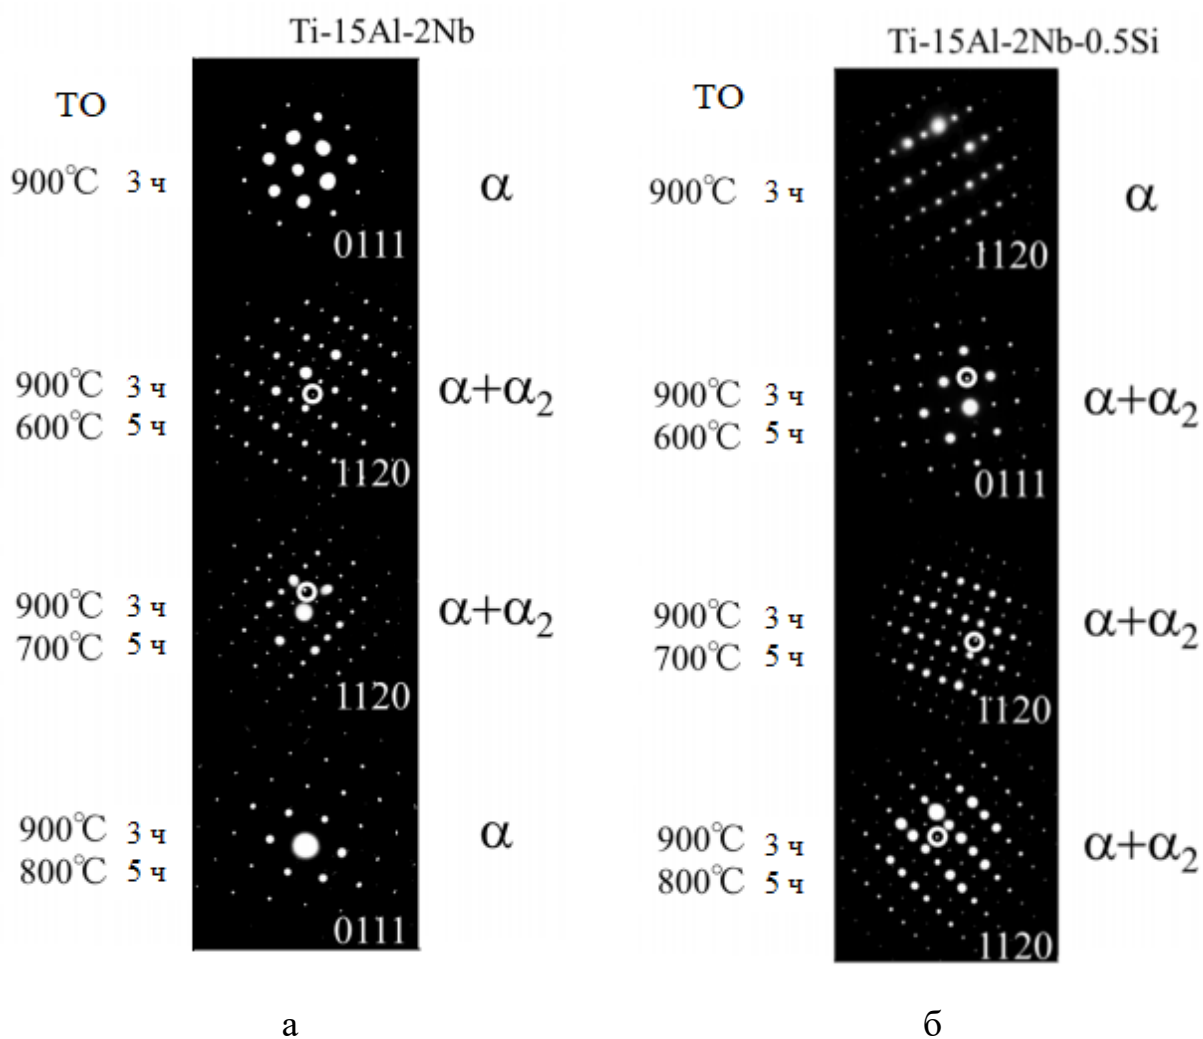 Ti-15Al-2Nb
ТО
900℃ 3 ч
α
0111
900℃ 3 ч
600℃ 5 ч
α+α₂
1120
900℃ 3 ч
700℃ 5 ч
α+α₂
1120
900℃ 3 ч
800℃ 5 ч
α
0111
а
Ti-15Al-2Nb-0.5Si
ТО
900℃ 3 ч
α
1120
900℃ 3 ч
600℃ 5 ч
α+α₂
0111
900℃ 3 ч
700℃ 5 ч
α+α₂
1120
900℃ 3 ч
800℃ 5 ч
α+α₂
1120
б